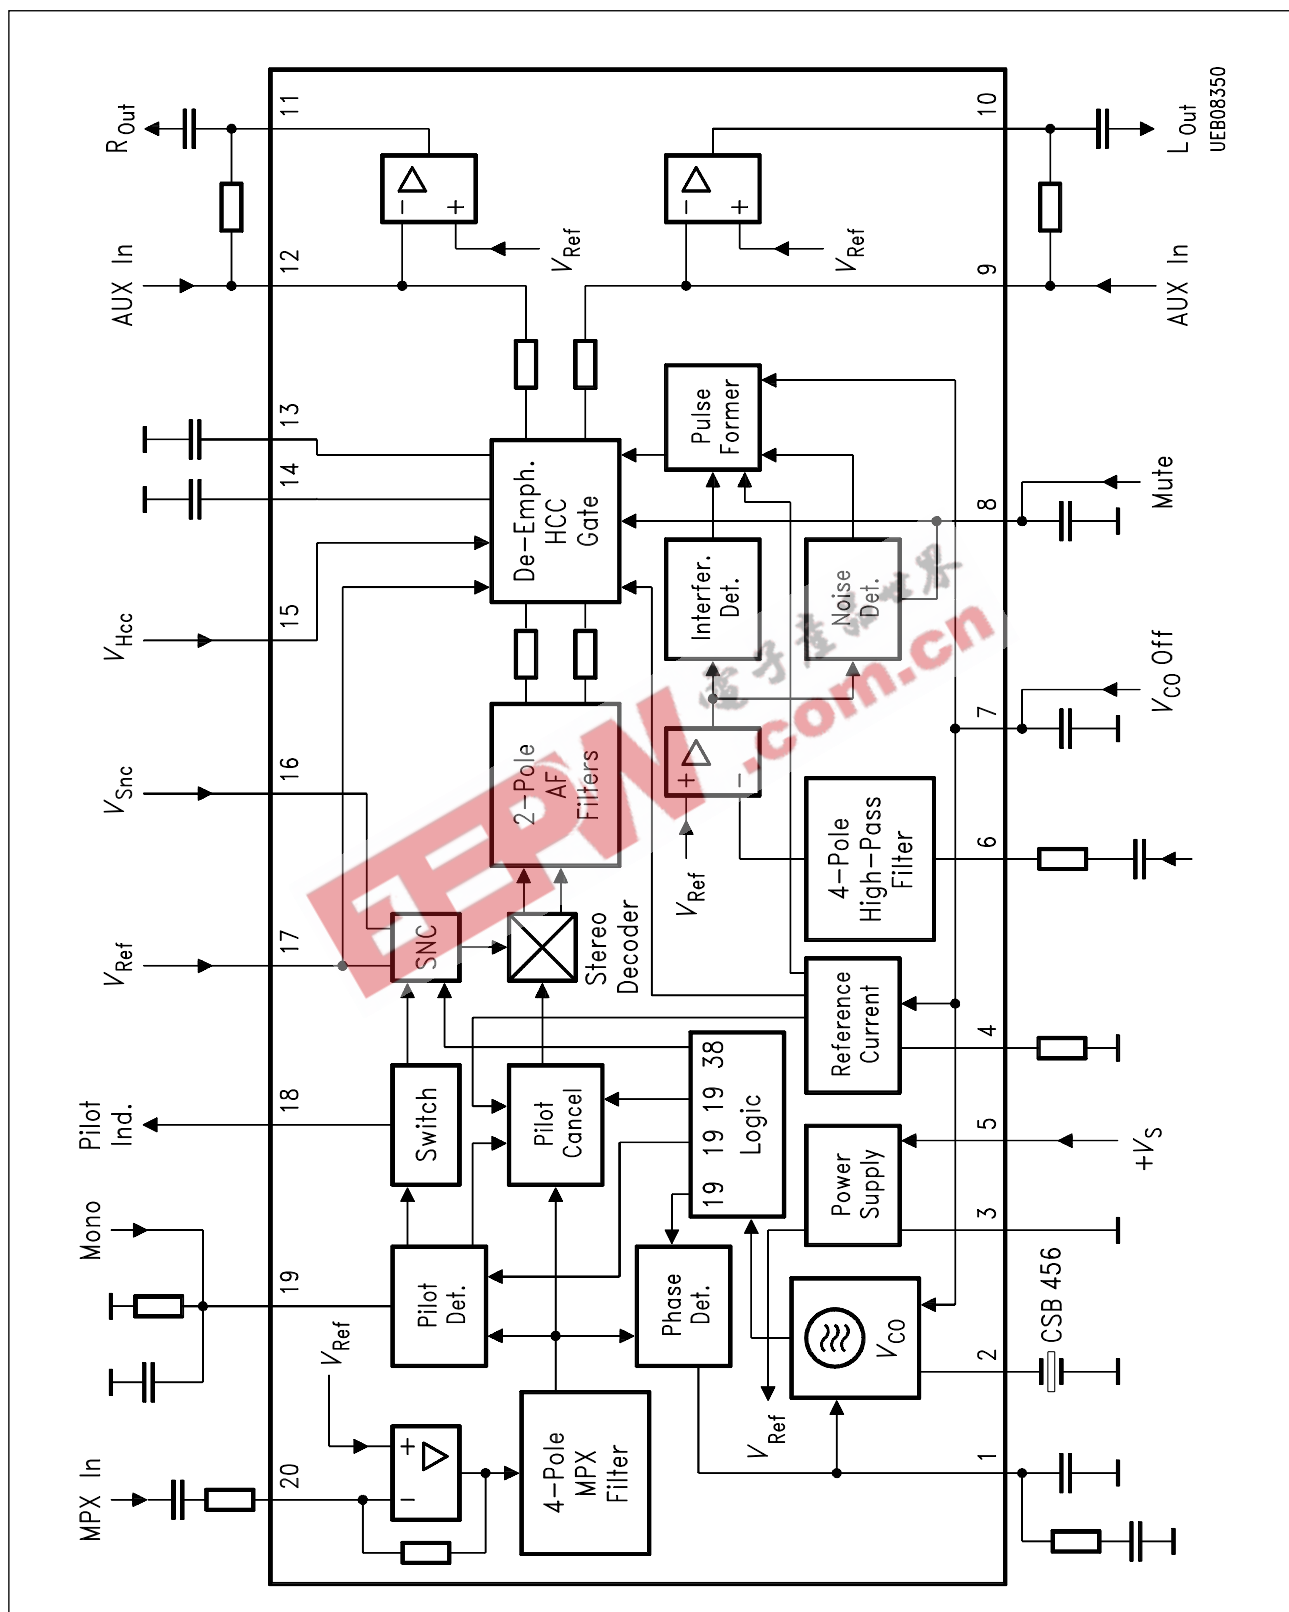 MPX In
20
V Ref
4-Pole
MPX
Filter
Mono
19
Pilot
Det.
Phase
Det.
V Ref
V CO
1
2
CSB 456
Pilot
Ind.
18
Switch
Pilot
Cancel
19 19 19 38
Logic
Power
Supply
3
5
+V S
V Ref
17
SNC
Stereo
Decoder
Reference
Current
4
V Snc
16
2-Pole
AF
Filters
V Ref
4-Pole
High-Pass
Filter
6
V Hcc
15
14
13
De-Emph.
HCC
Gate
Interfer.
Det.
Noise
Det.
Pulse
Former
7
V CO Off
8
Mute
AUX In
12
V Ref
V Ref
9
AUX In
R Out
11
10
L Out
UEB08350
EEPW
.com.cn
電子產品世界